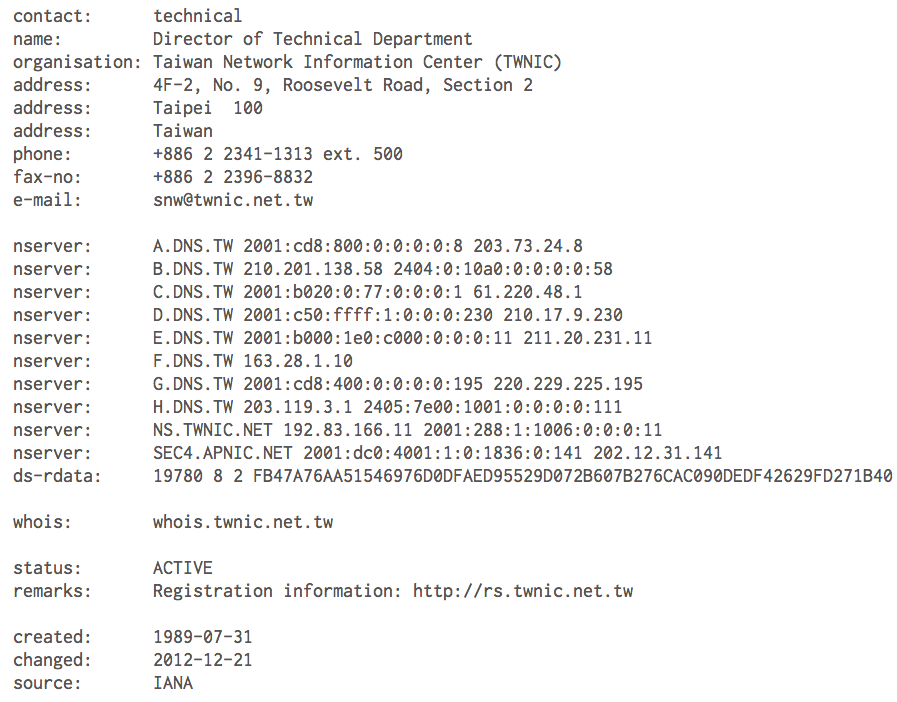 contact: technical
name: Director of Technical Department
organisation: Taiwan Network Information Center (TWNIC)
address: 4F-2, No. 9, Roosevelt Road, Section 2
address: Taipei  100
address: Taiwan
phone: +886 2 2341-1313 ext. 500
fax-no: +886 2 2396-8832
e-mail: snw@twnic.net.tw
nserver: A.DNS.TW 2001:cd8:800:0:0:0:0:8 203.73.24.8
nserver: B.DNS.TW 210.201.138.58 2404:0:10a0:0:0:0:0:58
nserver: C.DNS.TW 2001:b020:0:77:0:0:0:1 61.220.48.1
nserver: D.DNS.TW 2001:c50:ffff:1:0:0:0:230 210.17.9.230
nserver: E.DNS.TW 2001:b000:1e0:c000:0:0:0:11 211.20.231.11
nserver: F.DNS.TW 163.28.1.10
nserver: G.DNS.TW 2001:cd8:400:0:0:0:0:195 220.229.225.195
nserver: H.DNS.TW 203.119.3.1 2405:7e00:1001:0:0:0:0:111
nserver: NS.TWNIC.NET 192.83.166.11 2001:288:1:1006:0:0:0:11
nserver: SEC4.APNIC.NET 2001:dc0:4001:1:0:1836:0:141 202.12.31.141
ds-rdata: 19780 8 2 FB47A76AA51546976D0DFAED95529D072B607B276CAC090DEDF42629FD271B40
whois: whois.twnic.net.tw
status: ACTIVE
remarks: Registration information: http://rs.twnic.net.tw
created: 1989-07-31
changed: 2012-12-21
source: IANA